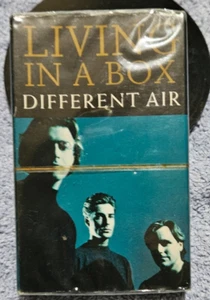 LIVING
IN A BOX
DIFFERENT AIR